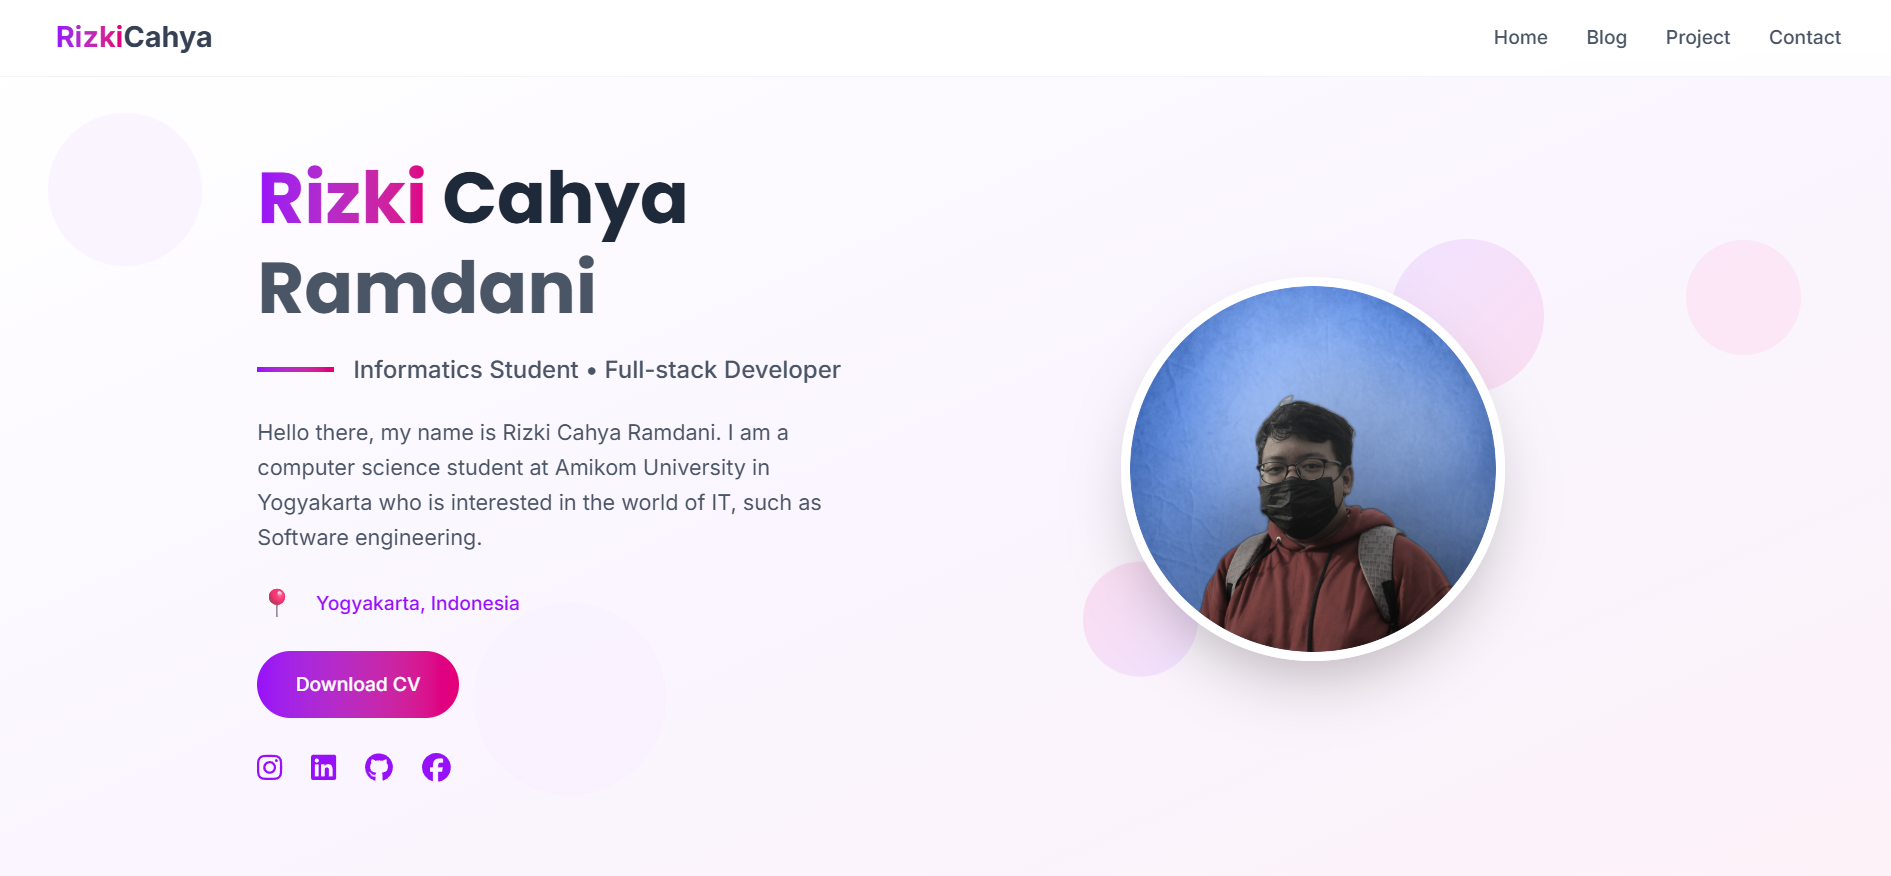 RizkiCahya
Home Blog Project Contact
Rizki Cahya
Ramdani
Informatics Student • Full-stack Developer
Hello there, my name is Rizki Cahya Ramdani. I am a
computer science student at Amikom University in
Yogyakarta who is interested in the world of IT, such as
Software engineering.
Yogyakarta, Indonesia
Download CV